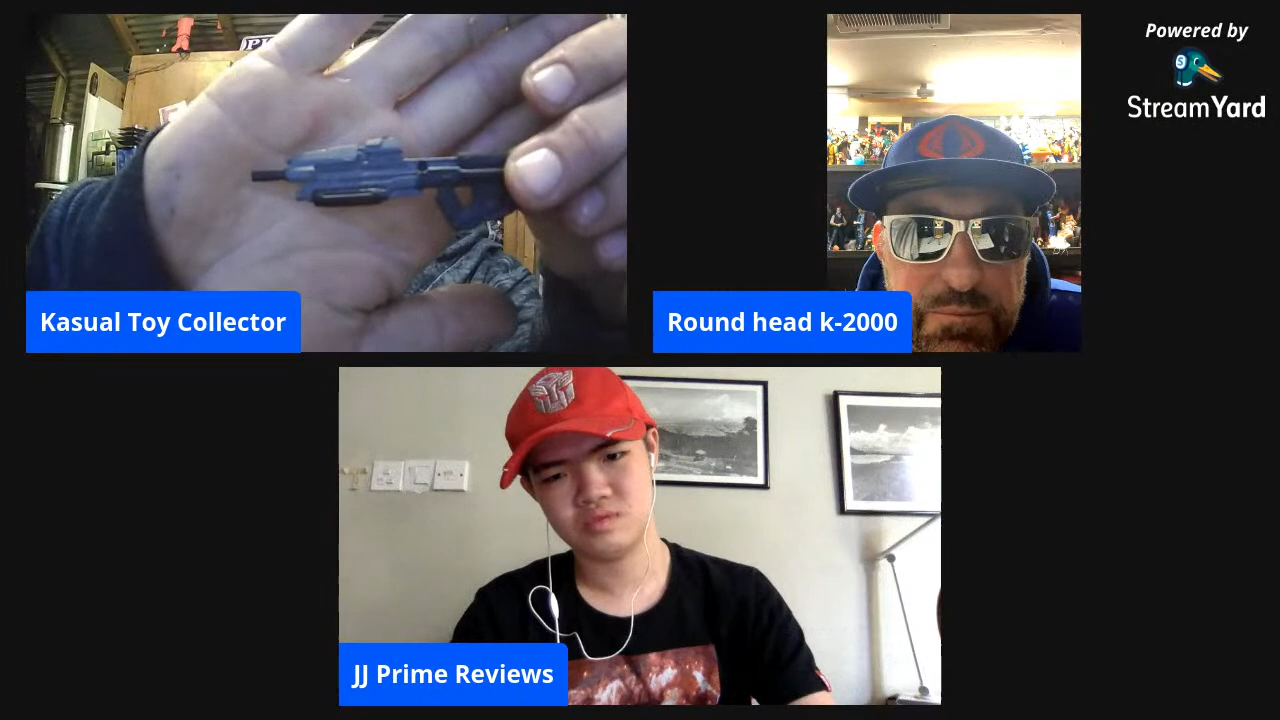 Powered by
StreamYard
Kasual Toy Collector
Round head k-2000
JJ Prime Reviews